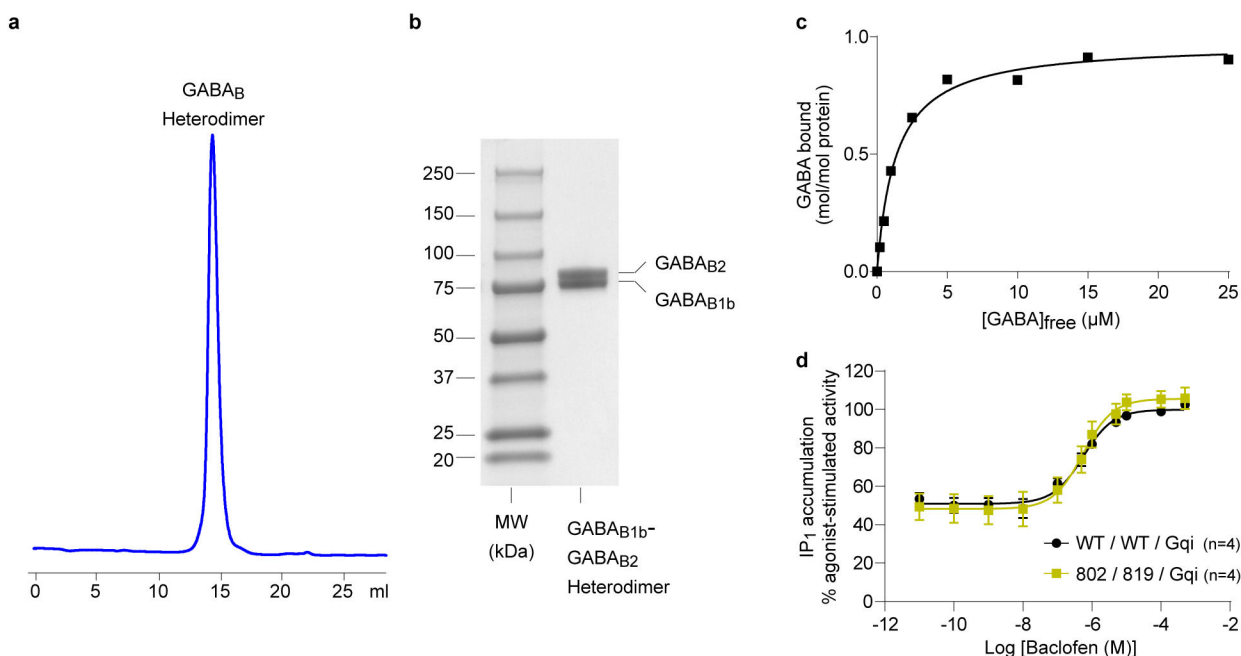 a
GABAB
Heterodimer
0 5 10 15 20 25 ml
b
250
150
100
75
50
37
25
20
GABAB2
GABAB1b
MW
(kDa)
GABAB1b-
GABAB2
Heterodimer
c
GABA bound
(mol/mol protein)
1.0
0.5
0.0
0 5 10 15 20 25
[GABA]free (µM)
d
IP1 accumulation
% agonist-stimulated activity
120
100
80
60
40
20
0
WT / WT / Gqi (n=4)
802 / 819 / Gqi (n=4)
-12 -10 -8 -6 -4 -2
Log [Baclofen (M)]